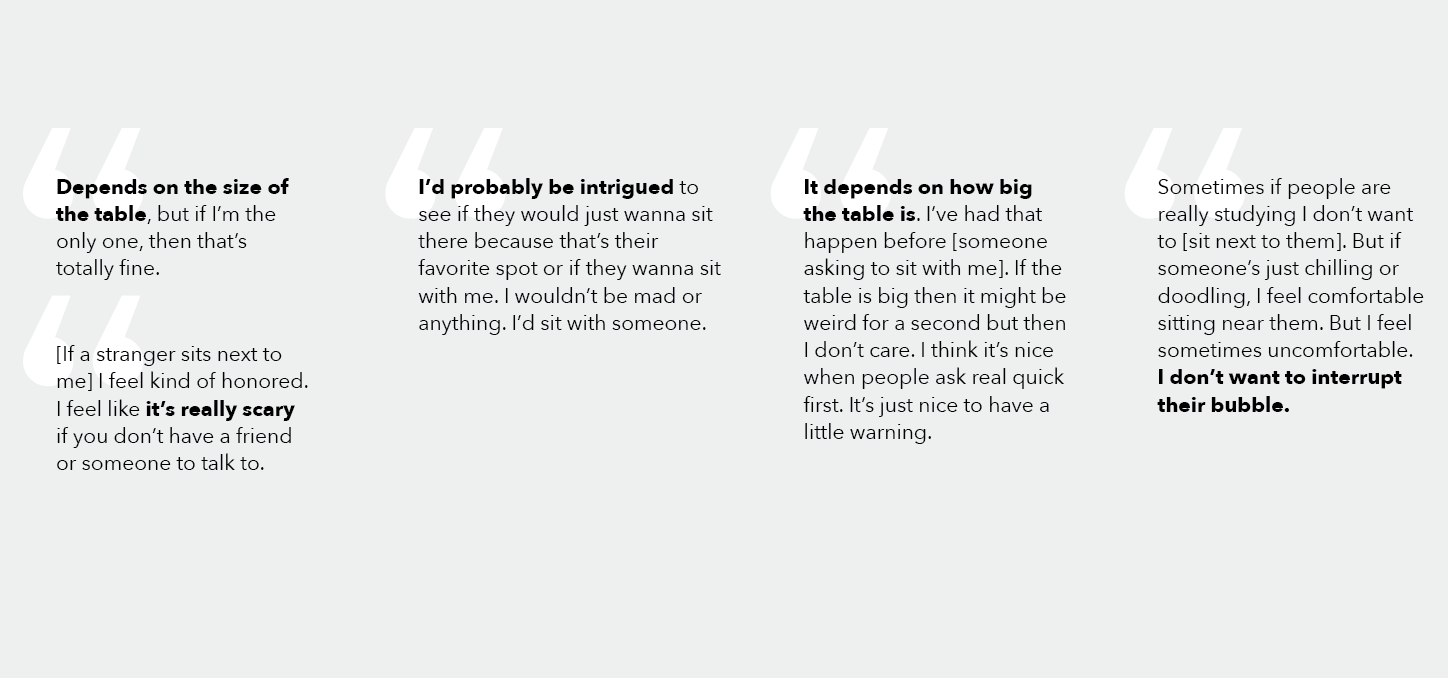 Depends on the size of
the table, but if I’m the
only one, then that’s
totally fine.
[If a stranger sits next to
me] I feel kind of honored.
I feel like it’s really scary
if you don’t have a friend
or someone to talk to.
I’d probably be intrigued to
see if they would just wanna sit
there because that’s their
favorite spot or if they wanna sit
with me. I wouldn’t be mad or
anything. I’d sit with someone.
It depends on how big
the table is. I’ve had that
happen before [someone
asking to sit with me]. If the
table is big then it might be
weird for a second but then
I don’t care. I think it’s nice
when people ask real quick
first. It’s just nice to have a
little warning.
Sometimes if people are
really studying I don’t want
to [sit next to them]. But if
someone’s just chilling or
doodling, I feel comfortable
sitting near them. But I feel
sometimes uncomfortable.
I don’t want to interrupt
their bubble.